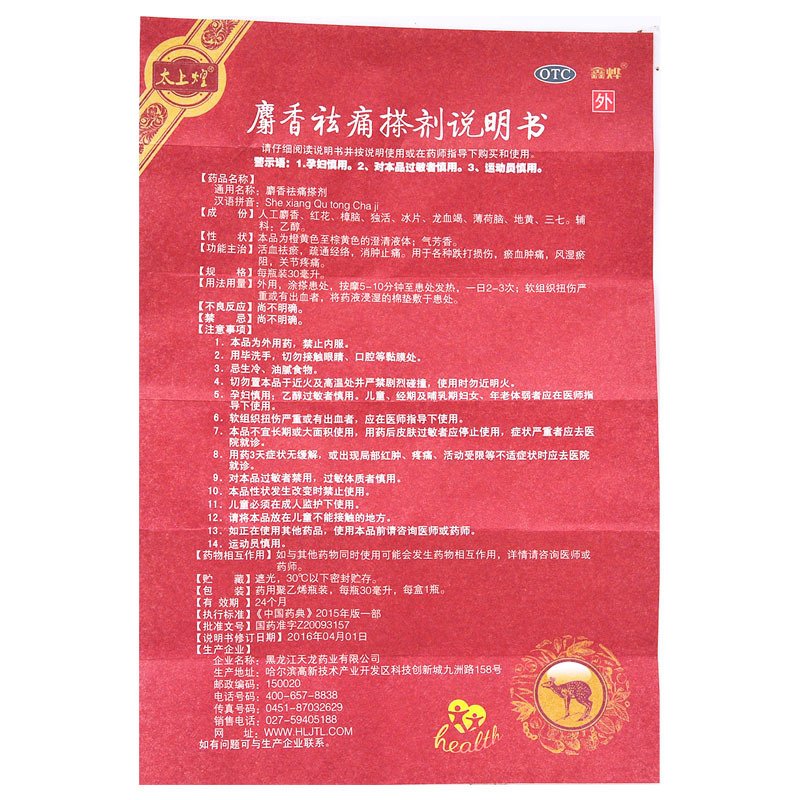 太上煌®
OTC
鑫烨®
外
麝香祛痛搽剂说明书
请仔细阅读说明书并按说明使用或在药师指导下购买和使用。
警示语：1.孕妇慎用。2、对本品过敏者慎用。3、运动员慎用。
【药品名称】
通用名称：麝香祛痛搽剂
汉语拼音：She xiang Qu tong Cha ji
【成　份】人工麝香、红花、樟脑、独活、冰片、龙血竭、薄荷脑、地黄、三七。辅
料：乙醇。
【性　状】本品为橙黄色至棕黄色的澄清液体；气芳香。
【功能主治】活血祛瘀，疏通经络，消肿止痛。用于各种跌打损伤，瘀血肿痛，风湿瘀
阻，关节疼痛。
【规　格】每瓶装30毫升。
【用法用量】外用，涂搽患处，按摩5-10分钟至患处发热，一日2-3次；软组织扭伤严
重或有出血者，将药液浸湿的棉垫敷于患处。
【不良反应】尚不明确。
【禁　忌】尚不明确。
【注意事项】
1．本品为外用药，禁止内服。
2．用毕洗手，切勿接触眼睛、口腔等黏膜处。
3．忌生冷、油腻食物。
4．切勿置本品于近火及高温处并严禁剧烈碰撞，使用时勿近明火。
5．孕妇慎用；乙醇过敏者慎用。儿童、经期及哺乳期妇女、年老体弱者应在医师指
导下使用。
6．软组织扭伤严重或有出血者，应在医师指导下使用。
7．本品不宜长期或大面积使用，用药后皮肤过敏者应停止使用，症状严重者应去医
院就诊。
8．用药3天症状无缓解，或出现局部红肿、疼痛、活动受限等不适症状时应去医院
就诊。
9．对本品过敏者禁用，过敏体质者慎用。
10．本品性状发生改变时禁止使用。
11．儿童必须在成人监护下使用。
12．请将本品放在儿童不能接触的地方。
13．如正在使用其他药品，使用本品前请咨询医师或药师。
14．运动员慎用。
【药物相互作用】如与其他药物同时使用可能会发生药物相互作用，详情请咨询医师或
药师。
【贮　藏】遮光，30℃以下密封贮存。
【包　装】药用聚乙烯瓶装，每瓶30毫升，每盒1瓶。
【有 效 期】24个月
【执行标准】《中国药典》2015年版一部
【批准文号】国药准字Z20093157
【说明书修订日期】2016年04月01日
【生产企业】
企业名称：黑龙江天龙药业有限公司
生产地址：哈尔滨高新技术产业开发区科技创新城九洲路158号
邮政编码：150020
电话号码：400-657-8838
传真号码：0451-87032629
销售电话：027-59405188
网　　址：WWW.HLJTL.COM
如有问题可与生产企业联系。
health